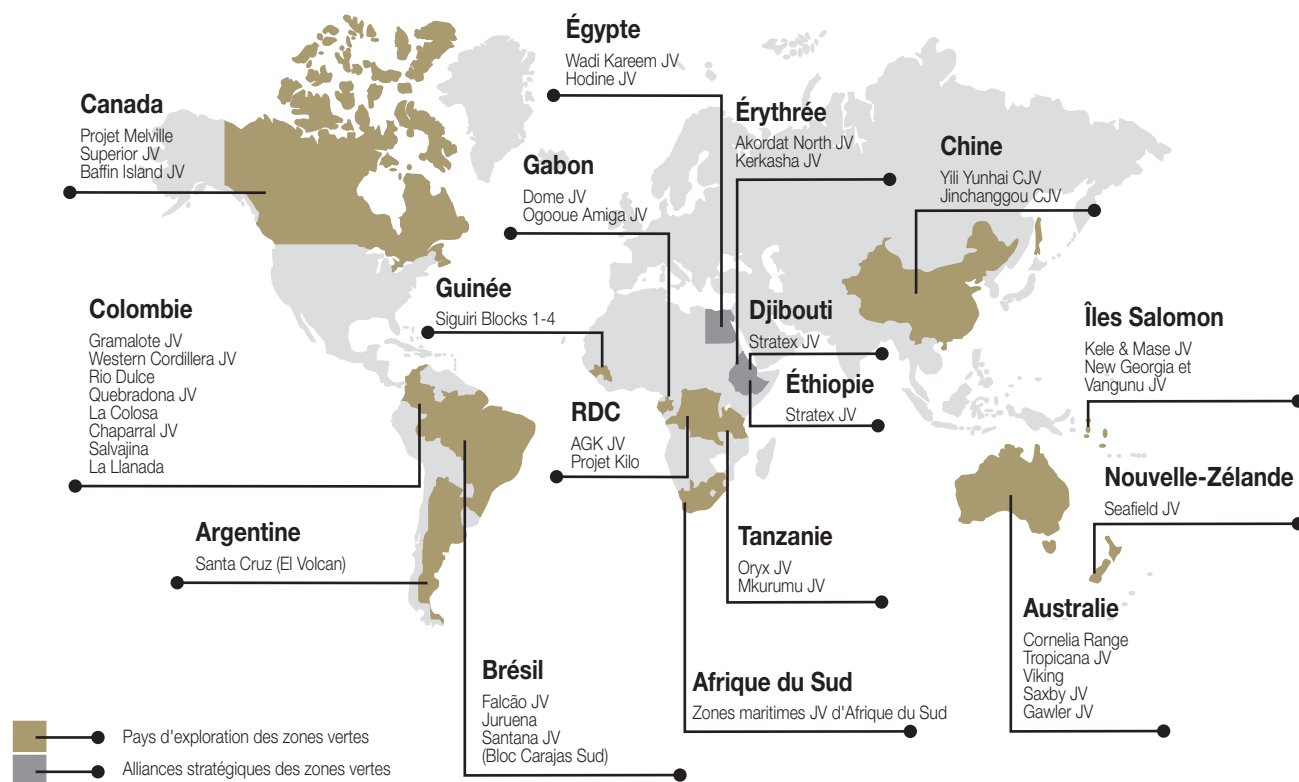 Égypte
Wadi Kareem JV
Hodine JV
Canada
Projet Melville
Superior JV
Baffin Island JV
Érythrée
Akordat North JV
Kerkasha JV
Chine
Yili Yunhai CJV
Jinchanggou CJV
Gabon
Dome JV
Ogooue Amiga JV
Guinée
Siguiri Blocks 1-4
Colombie
Gramalote JV
Western Cordillera JV
Rio Dulce
Quebradona JV
La Colosa
Chaparral JV
Salvajina
La Llanada
Djibouti
Stratex JV
Éthiopie
Stratex JV
Îles Salomon
Kele & Mase JV
New Georgia et
Vangunu JV
RDC
AGK JV
Projet Kilo
Nouvelle-Zélande
Seafield JV
Argentine
Santa Cruz (El Volcan)
Tanzanie
Oryx JV
Mkurumu JV
Australie
Cornelia Range
Tropicana JV
Viking
Saxby JV
Gawler JV
Brésil
Falcão JV
Juruena
Santana JV
(Bloc Carajas Sud)
Afrique du Sud
Zones maritimes JV d'Afrique du Sud
Pays d'exploration des zones vertes
Alliances stratégiques des zones vertes